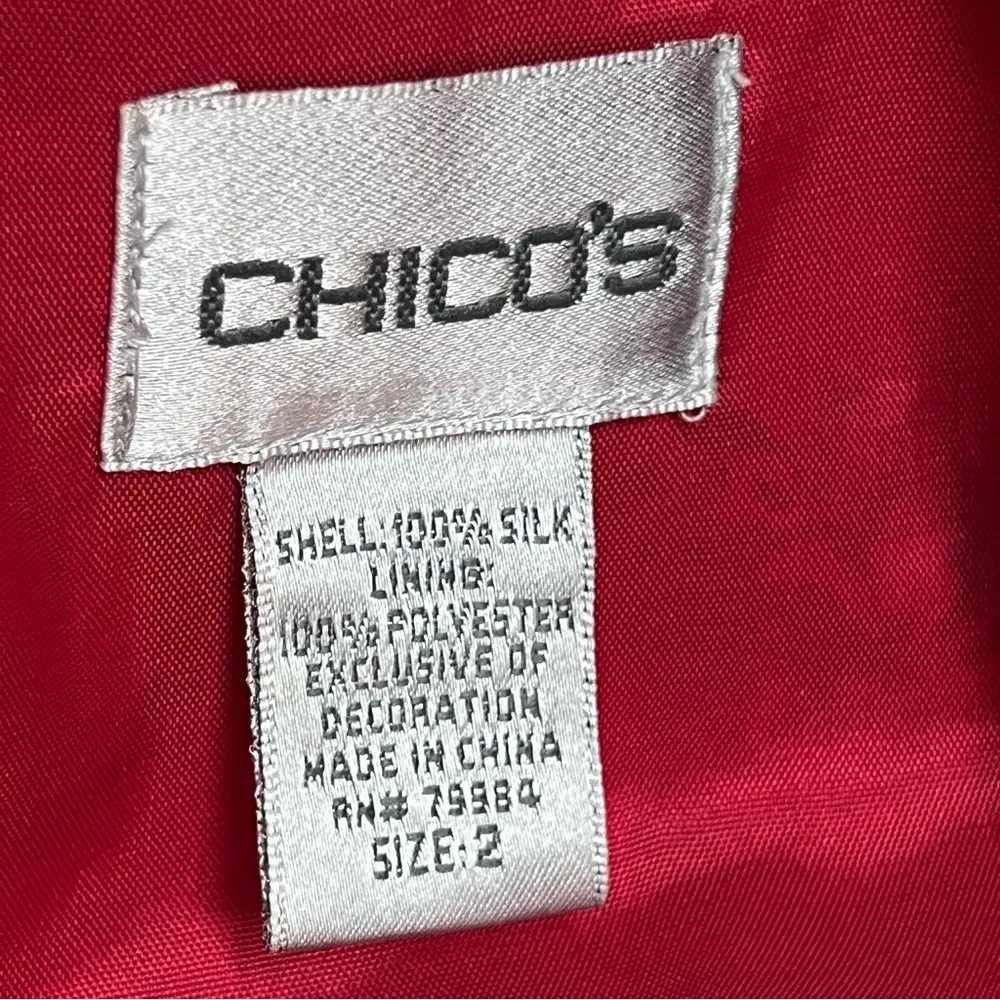 CHICO'S
SHELL:100% SILK
LINING:
100% POLYESTER
EXCLUSIVE OF
DECORATION
MADE IN CHINA
RN# 79984
SIZE:2